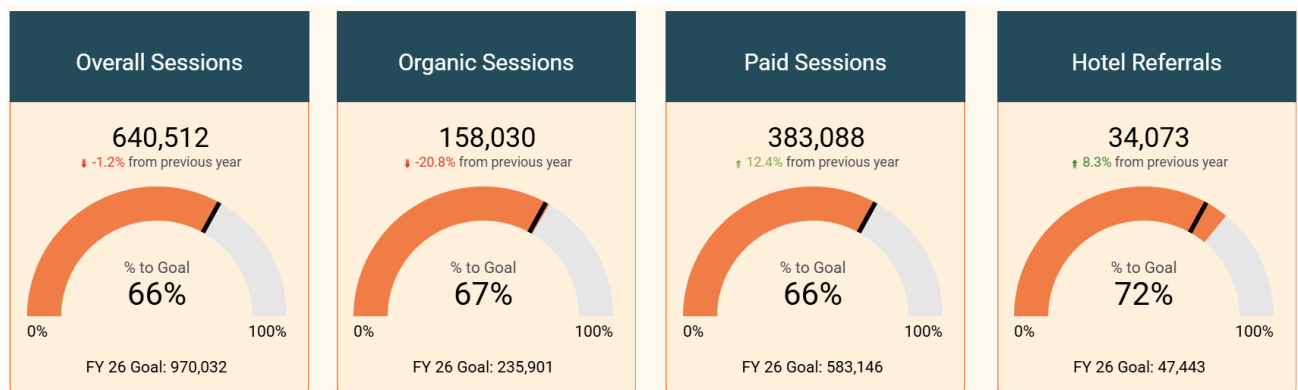 Overall Sessions
640,512
-1.2% from previous year
% to Goal
66%
0% 100%
FY 26 Goal: 970,032
Organic Sessions
158,030
-20.8% from previous year
% to Goal
67%
0% 100%
FY 26 Goal: 235,901
Paid Sessions
383,088
12.4% from previous year
% to Goal
66%
0% 100%
FY 26 Goal: 583,146
Hotel Referrals
34,073
8.3% from previous year
% to Goal
72%
0% 100%
FY 26 Goal: 47,443